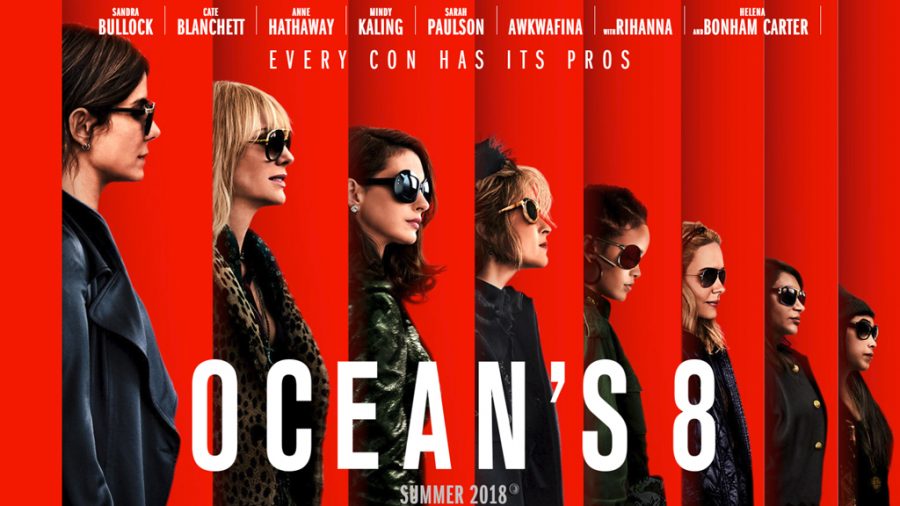 SANDRA BULLOCK | CATE BLANCHETT | ANNE HATHAWAY | MINDY KALING | SARAH PAULSON | AWKWAFINA | WITH RIHANNA | AND HELENA BONHAM CARTER |
EVERY CON HAS ITS PROS
OCEAN'S 8
SUMMER 2018